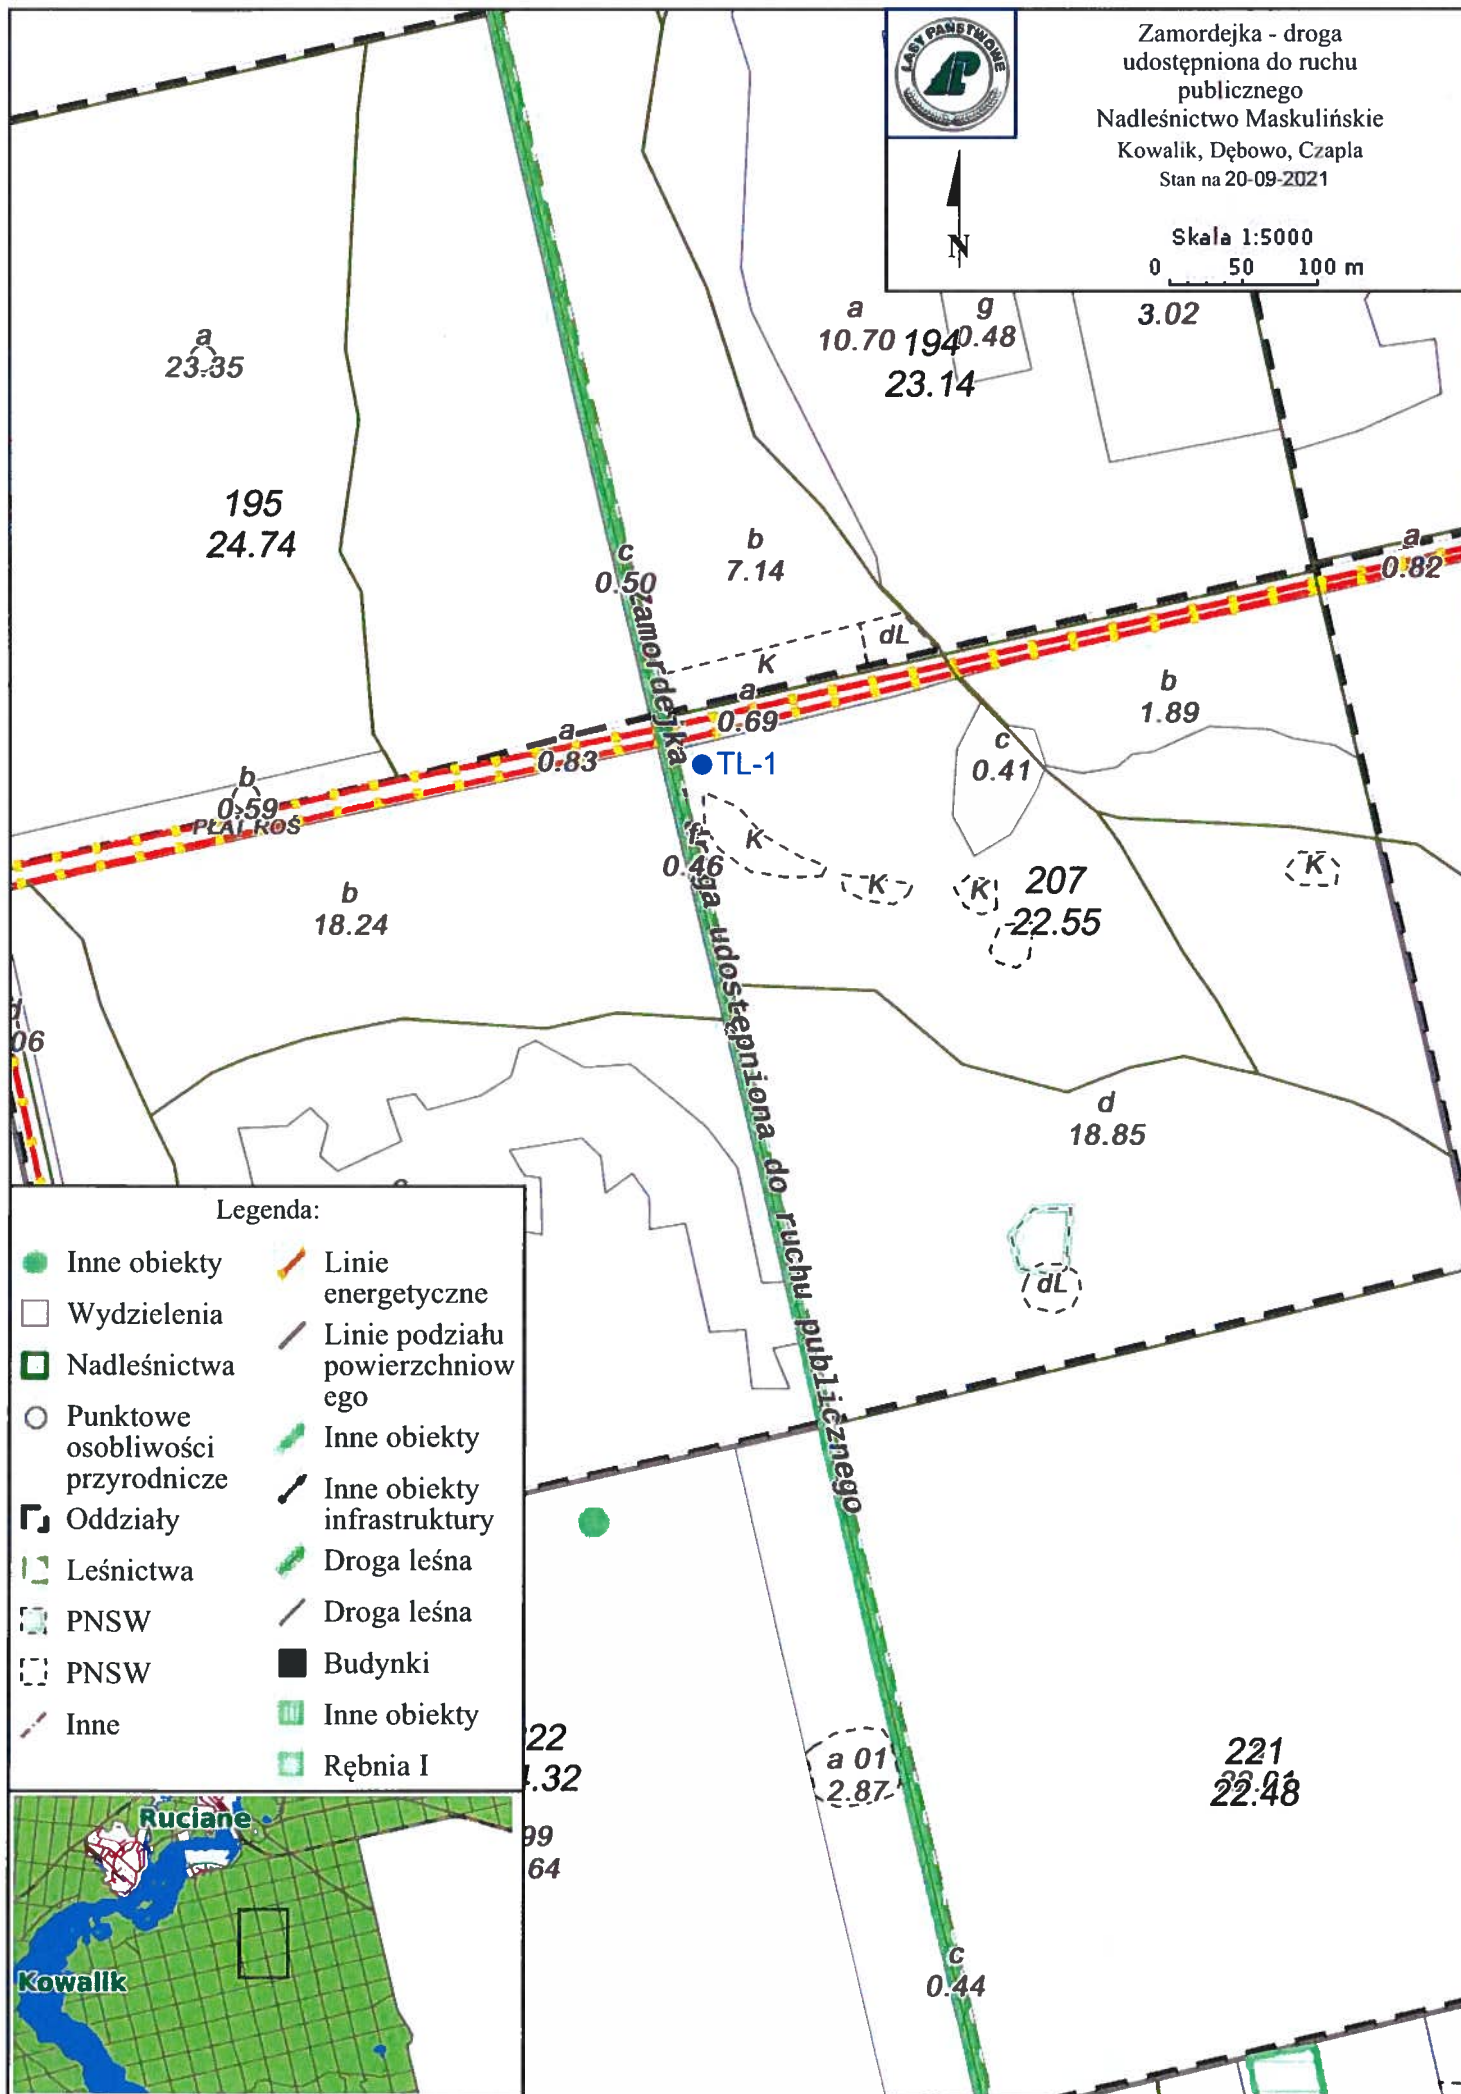 LASY PAŃSTWOWE
Zamordejka - droga
udostępniona do ruchu
publicznego
Nadleśnictwo Maskulińskie
Kowalik, Dębowo, Czapla
Stan na 20-09-2021
N
Skala 1:5000
0 50 100 m
a
23.35
a
10.70
g
0.48
194
23.14
3.02
195
24.74
c
0.50
b
7.14
a
0.82
dL
K
a
0.69
b
1.89
a
0.83
TL-1
c
0.41
b
0.59
PŁAT ROŚ
Zamordejka - droga udostępniona do ruchu publicznego
f
0.46
K
K
K
K
207
22.55
b
18.24
d
06
d
18.85
dL
Legenda:
Inne obiekty
Wydzielenia
Nadleśnictwa
Punktowe
osobliwości
przyrodnicze
Oddziały
Leśnictwa
PNSW
PNSW
Inne
Linie
energetyczne
Linie podziału
powierzchniow
ego
Inne obiekty
Inne obiekty
infrastruktury
Droga leśna
Droga leśna
Budynki
Inne obiekty
Rębnia I
22
.32
99
64
a 01
2.87
221
22.48
c
0.44
Ruciane
Kowalik